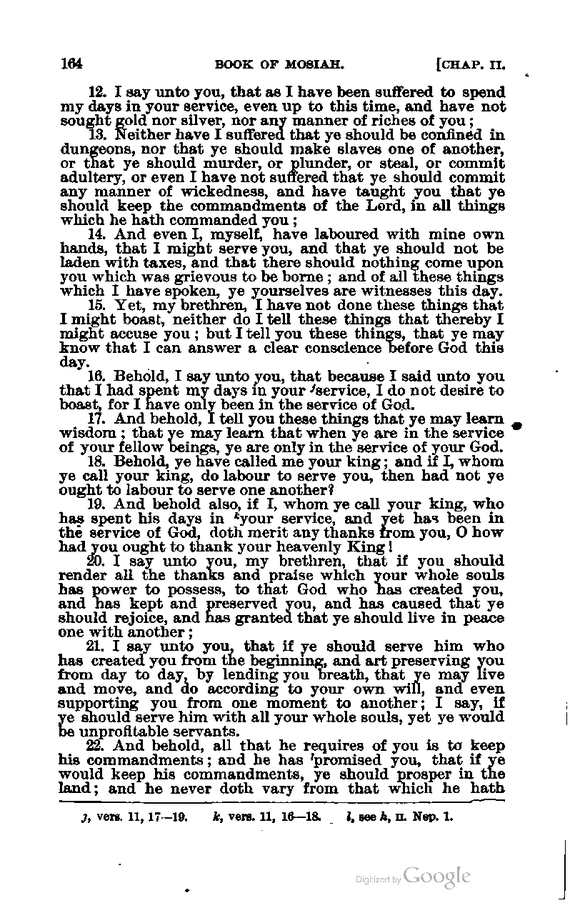 164 BOOK OF MOSIAH. [CHAP. II.
12. I say unto you, that as I have been suffered to spend
my days in your service, even up to this time, and have not
sought gold nor silver, nor any manner of riches of you;
13. Neither have I suffered that ye should be confined in
dungeons, nor that ye should make slaves one of another,
or that ye should murder, or plunder, or steal, or commit
adultery, or even I have not suffered that ye should commit
any manner of wickedness, and have taught you that ye
should keep the commandments of the Lord, in all things
which he hath commanded you;
14. And even I, myself, have laboured with mine own
hands, that I might serve you, and that ye should not be
laden with taxes, and that there should nothing come upon
you which was grievous to be borne; and of all these things
which I have spoken, ye yourselves are witnesses this day.
15. Yet, my brethren, I have not done these things that
I might boast, neither do I tell these things that thereby I
might accuse you; but I tell you these things, that ye may
know that I can answer a clear conscience before God this
day.
16. Behold, I say unto you, that because I said unto you
that I had spent my days in your jservice, I do not desire to
boast, for I have only been in the service of God.
17. And behold, I tell you these things that ye may learn
wisdom; that ye may learn that when ye are in the service
of your fellow beings, ye are only in the service of your God.
18. Behold, ye have called me your king; and if I, whom
ye call your king, do labour to serve you, then had not ye
ought to labour to serve one another?
19. And behold also, if I, whom ye call your king, who
has spent his days in kyour service, and yet has been in
the service of God, doth merit any thanks from you, O how
had you ought to thank your heavenly King!
20. I say unto you, my brethren, that if you should
render all the thanks and praise which your whole souls
has power to possess, to that God who has created you,
and has kept and preserved you, and has caused that ye
should rejoice, and has granted that ye should live in peace
one with another;
21. I say unto you, that if ye should serve him who
has created you from the beginning, and art preserving you
from day to day, by lending you breath, that ye may live
and move, and do according to your own will, and even
supporting you from one moment to another; I say, if
ye should serve him with all your whole souls, yet ye would
be unprofitable servants.
22. And behold, all that he requires of you is to keep
his commandments; and he has lpromised you, that if ye
would keep his commandments, ye should prosper in the
land; and he never doth vary from that which he hath
j, vers. 11, 17—19. k, vers. 11, 16—18. l, see h, II. Nep. 1.
Digitized by Google